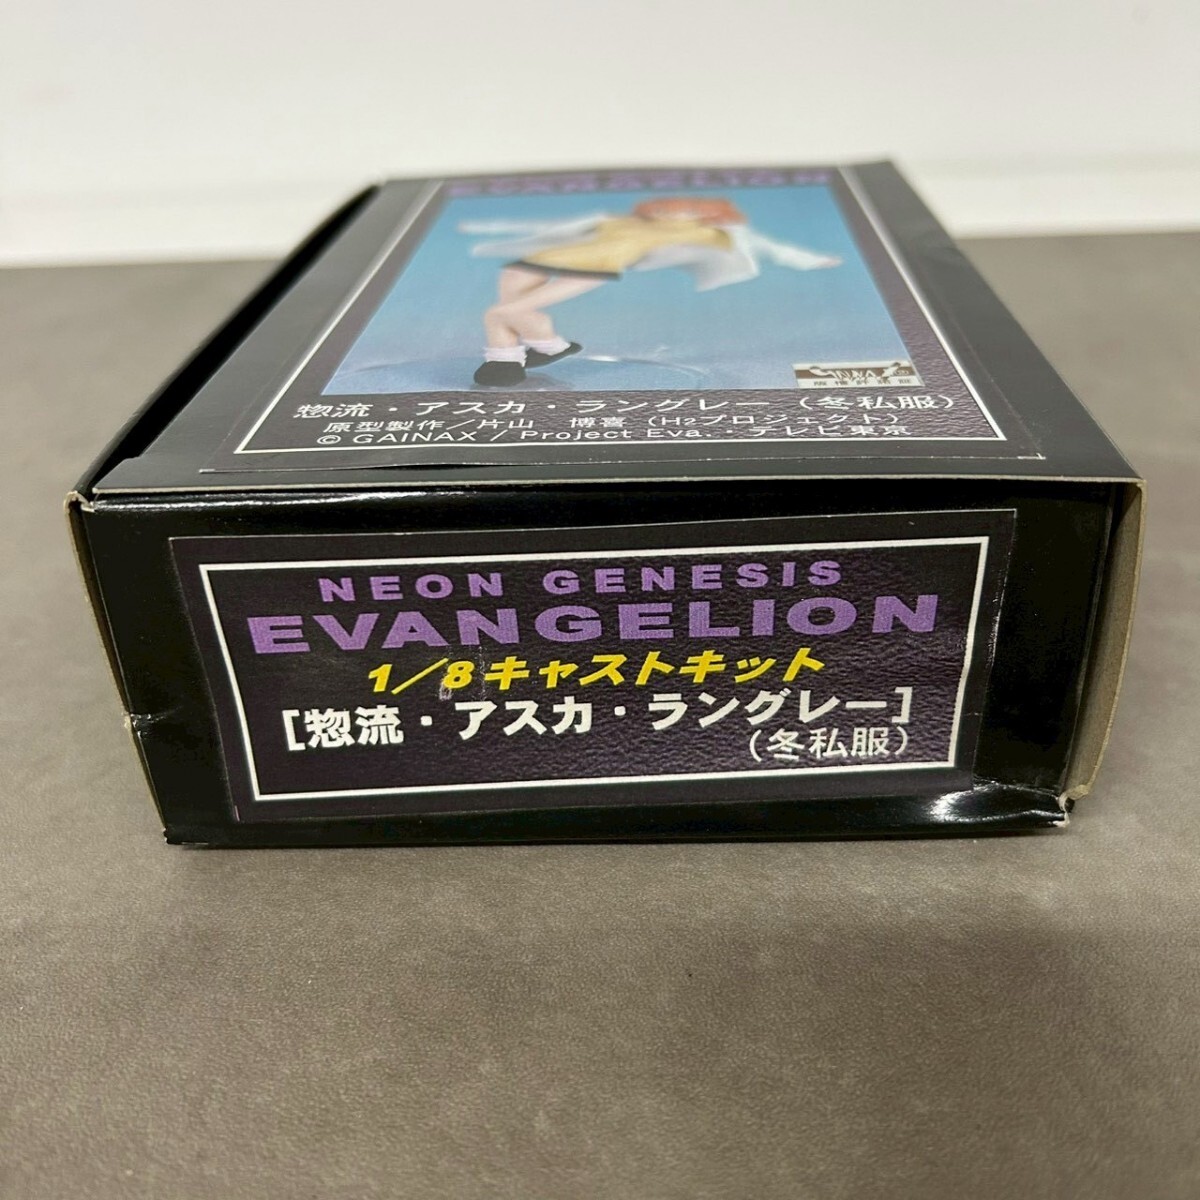 EVANGELION
惣流・アスカ・ラングレー（冬私服）
原型製作／片山　博喜（H2プロジェクト）
© GAINAX / Project Eva.・テレビ東京
NEON GENESIS
EVANGELION
1/8キャストキット
[惣流・アスカ・ラングレー]
（冬私服）